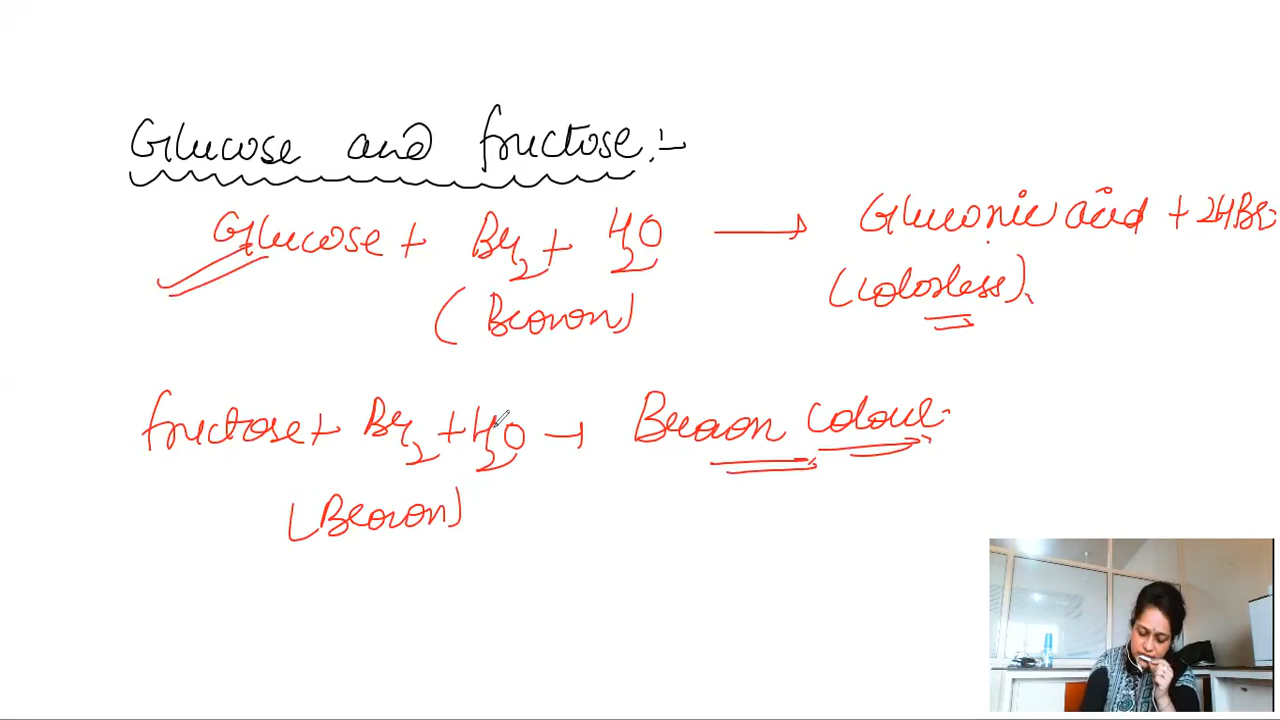 Glucose and fructose :-
Glucose + Br2 + H2O → Gluconic acid + 2HBr
(Brown) (Colorless).
fructose + Br2 + H2O → Brown colour.
(Brown)